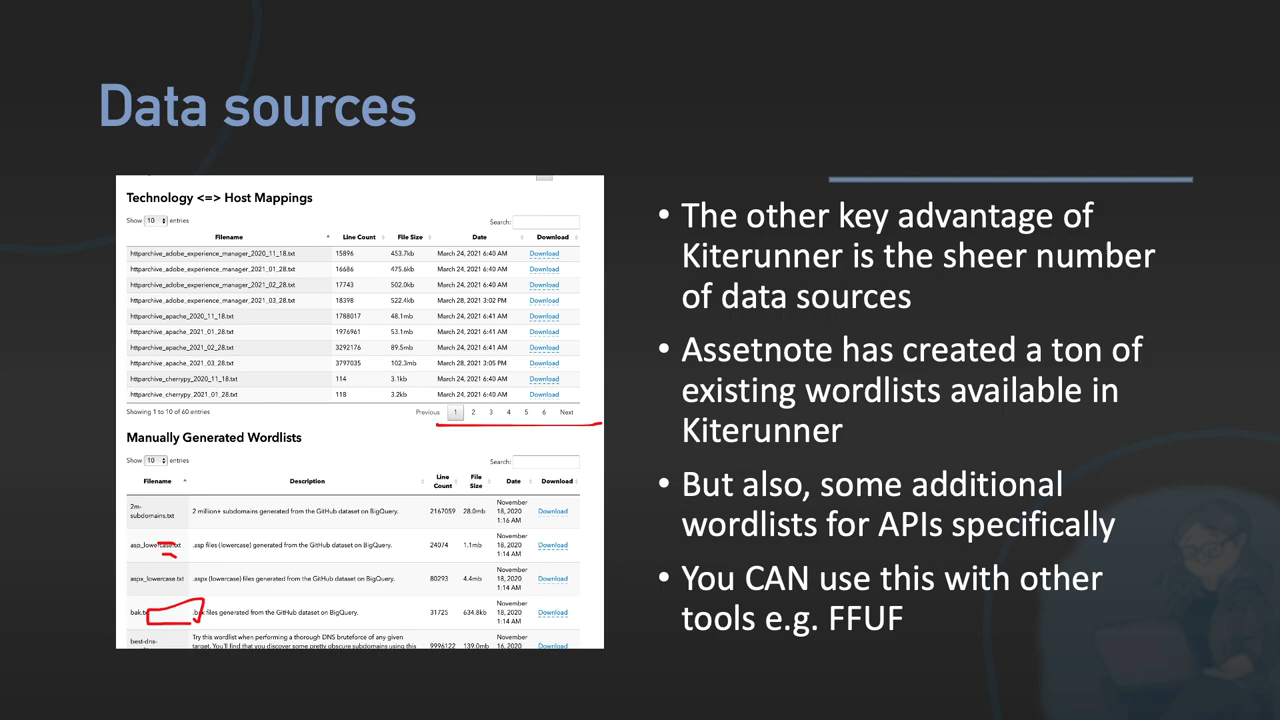 Data sources
Technology <=> Host Mappings
Show 10 entries
Search:
Filename Line Count File Size Date Download
httparchive_adobe_experience_manager_2020_11_18.txt 15896 453.7kb March 24, 2021 6:40 AM Download
httparchive_adobe_experience_manager_2021_01_28.txt 16686 475.6kb March 24, 2021 6:40 AM Download
httparchive_adobe_experience_manager_2021_02_28.txt 17743 502.0kb March 24, 2021 6:40 AM Download
httparchive_adobe_experience_manager_2021_03_28.txt 18398 522.4kb March 28, 2021 3:02 PM Download
httparchive_apache_2020_11_18.txt 1788017 48.1mb March 24, 2021 6:41 AM Download
httparchive_apache_2021_01_28.txt 1976961 53.1mb March 24, 2021 6:41 AM Download
httparchive_apache_2021_02_28.txt 3292176 89.5mb March 24, 2021 6:41 AM Download
httparchive_apache_2021_03_28.txt 3797035 102.3mb March 28, 2021 3:05 PM Download
httparchive_cherrypy_2020_11_18.txt 114 3.1kb March 24, 2021 6:40 AM Download
httparchive_cherrypy_2021_01_28.txt 118 3.2kb March 24, 2021 6:40 AM Download
Showing 1 to 10 of 60 entries
Previous 1 2 3 4 5 6 Next
Manually Generated Wordlists
Show 10 entries
Search:
Filename Description Line Count File Size Date Download
2m-subdomains.txt 2 million+ subdomains generated from the GitHub dataset on BigQuery. 2167059 28.0mb November 18, 2020 1:16 AM Download
asp_lowercase.txt .asp files (lowercase) generated from the GitHub dataset on BigQuery. 24074 1.1mb November 18, 2020 1:14 AM Download
aspx_lowercase.txt .aspx (lowercase) files generated from the GitHub dataset on BigQuery. 80293 4.4mb November 18, 2020 1:14 AM Download
.bak files generated from the GitHub dataset on BigQuery. 31725 634.8kb November 18, 2020 1:14 AM Download
best-dns- Try this wordlist when performing a thorough DNS bruteforce of any given
target. You'll find that you discover some pretty obscure subdomains using this 9996122 139.0mb November 16, 2020 Download
• The other key advantage of
Kiterunner is the sheer number
of data sources
• Assetnote has created a ton of
existing wordlists available in
Kiterunner
• But also, some additional
wordlists for APIs specifically
• You CAN use this with other
tools e.g. FFUF